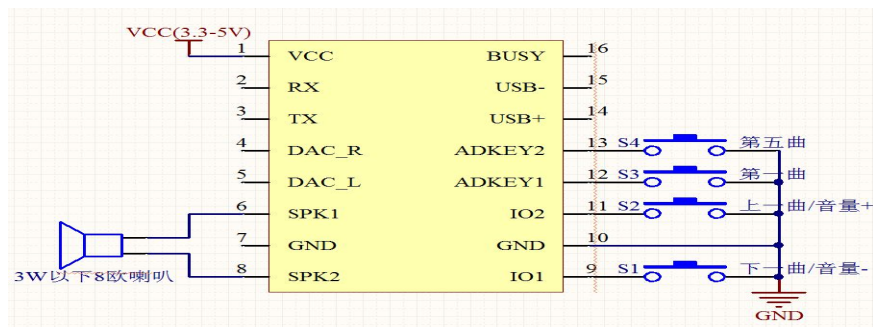 VCC(3.3-5V)
1 VCC BUSY 16
2 RX USB- 15
3 TX USB+ 14
4 DAC_R ADKEY2 13 S4 第五曲
5 DAC_L ADKEY1 12 S3 第一曲
6 SPK1 IO2 11 S2 上一曲/音量+
7 GND GND 10
8 SPK2 IO1 9 S1 下一曲/音量-
3W以下8欧喇叭
GND